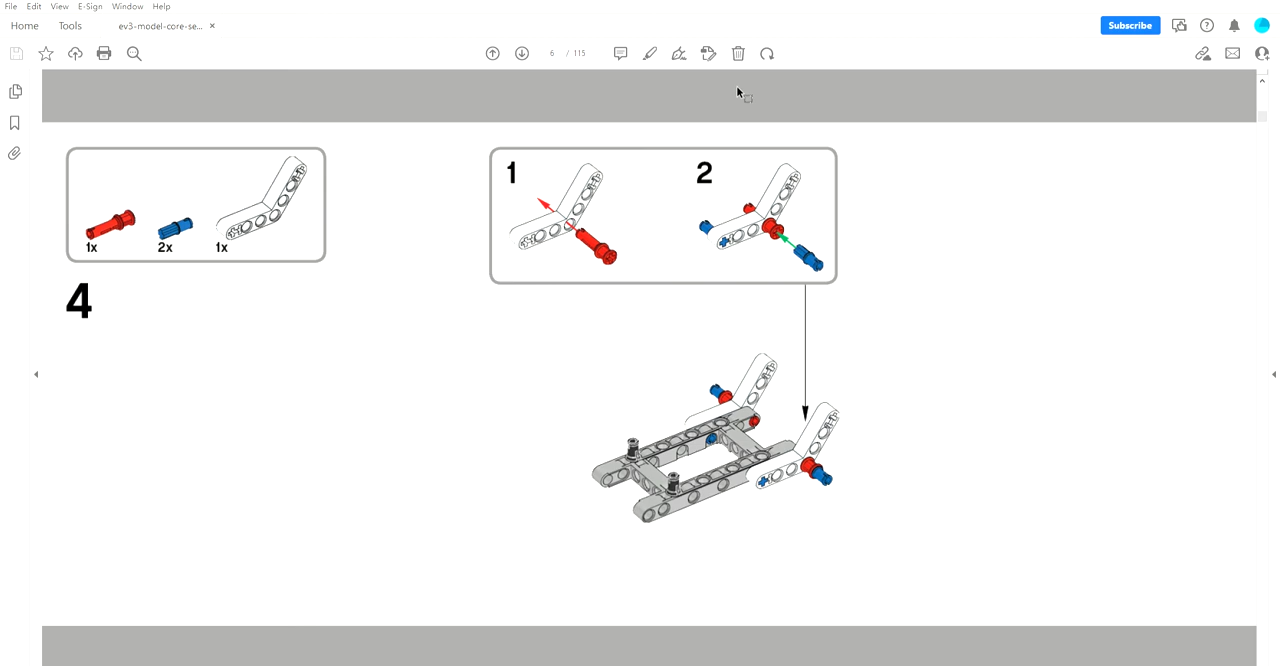 File Edit View E-Sign Window Help
Home Tools ev3-model-core-se... ×
Subscribe
6 / 115
1x 2x 1x
1 2
4